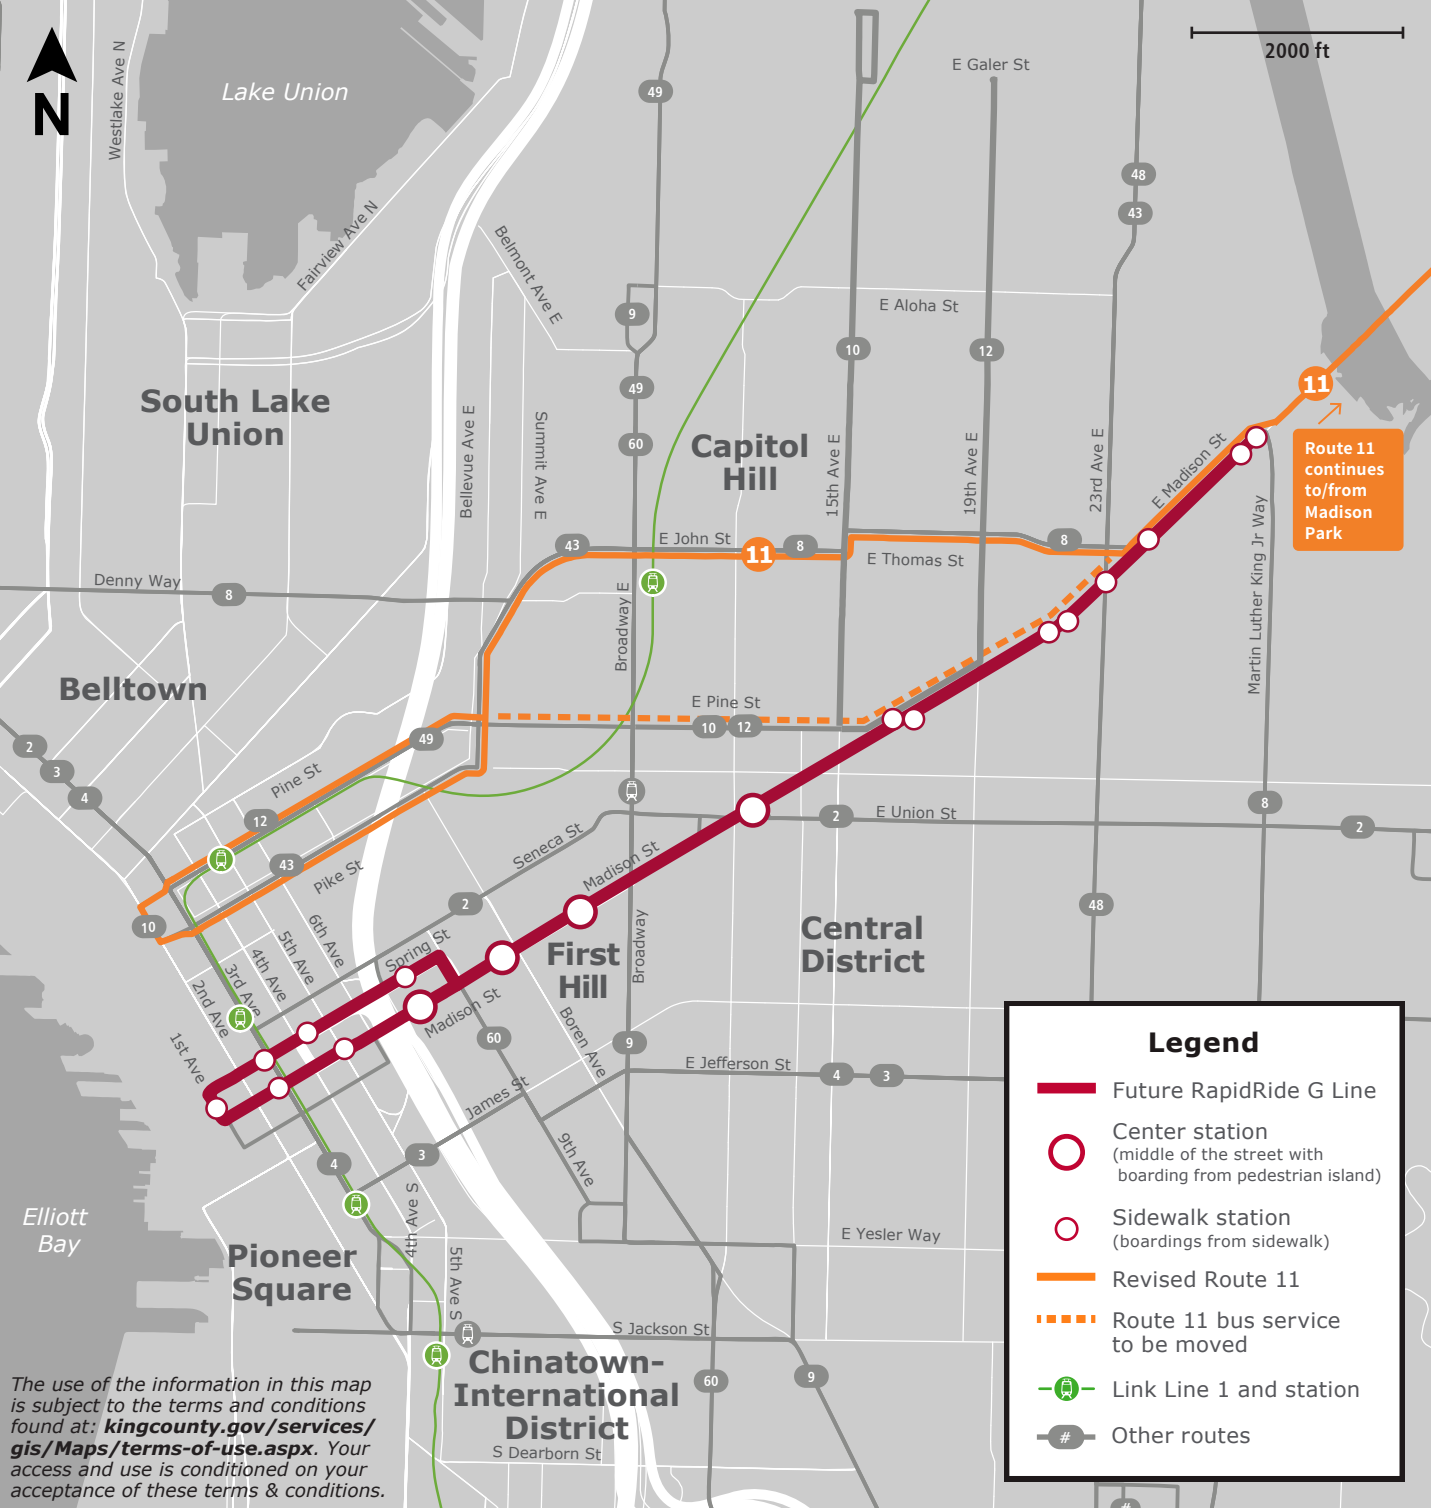 N
2000 ft
Lake Union
Westlake Ave N
Fairview Ave N
Belmont Ave E
E Galer St
49
48
43
E Aloha St
9
10
12
49
60
11
South Lake
Union
Bellevue Ave E
Summit Ave E
Capitol
Hill
15th Ave E
19th Ave E
23rd Ave E
E Madison St
Route 11
continues
to/from
Madison
Park
Martin Luther King Jr Way
43
E John St
11
8
E Thomas St
8
Denny Way
8
Broadway E
Belltown
E Pine St
10
12
49
2
3
4
Pine St
12
43
Pike St
10
Seneca St
2
Madison St
2
E Union St
8
2
48
6th Ave
5th Ave
4th Ave
3rd Ave
2nd Ave
1st Ave
Spring St
Madison St
First
Hill
Broadway
Central
District
60
Boren Ave
9
E Jefferson St
4
3
James St
3
4
9th Ave
4th Ave S
5th Ave S
E Yesler Way
Elliott
Bay
Pioneer
Square
S Jackson St
Chinatown-
International
District
60
9
S Dearborn St
#
The use of the information in this map
is subject to the terms and conditions
found at: kingcounty.gov/services/
gis/Maps/terms-of-use.aspx. Your
access and use is conditioned on your
acceptance of these terms & conditions.
Legend
Future RapidRide G Line
Center station
(middle of the street with
boarding from pedestrian island)
Sidewalk station
(boardings from sidewalk)
Revised Route 11
Route 11 bus service
to be moved
Link Line 1 and station
#
Other routes